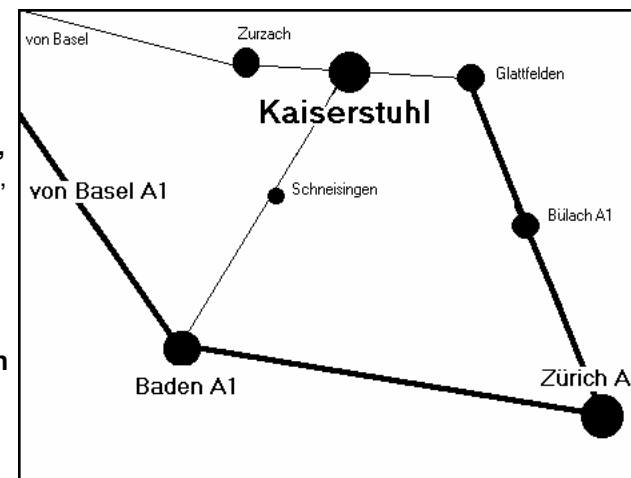 Zurzach
von Basel
Glattfelden
Kaiserstuhl
,
,
Schneisingen
von Basel A1
Bülach A1
n
Zürich A
Baden A1